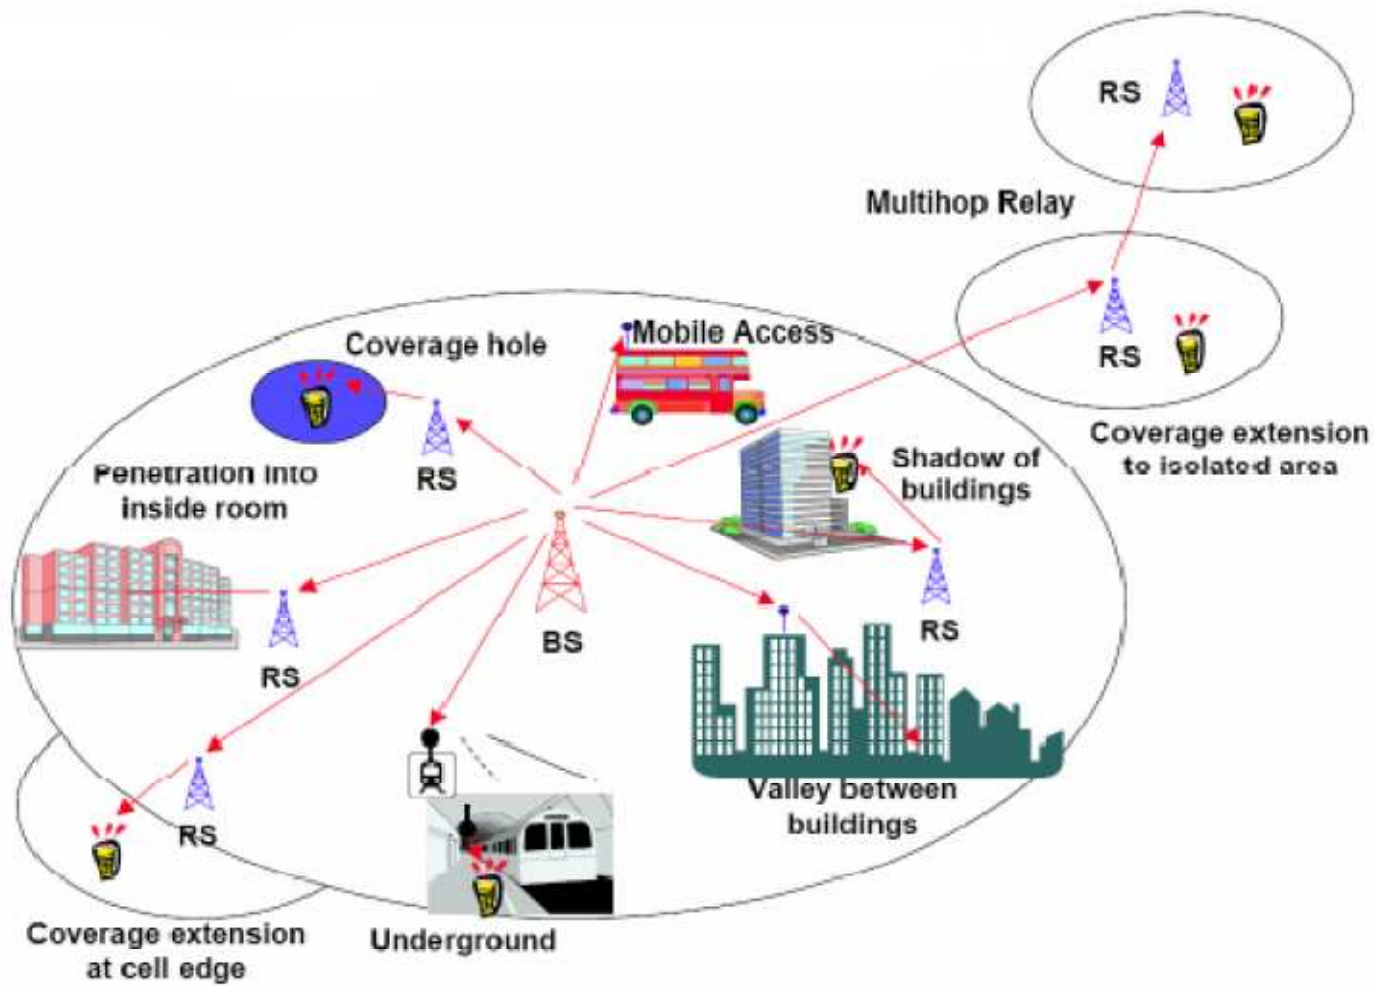 RS
Multihop Relay
RS
Coverage extension
to isolated area
Mobile Access
Coverage hole
RS
Shadow of
buildings
Penetration into
inside room
RS
BS
RS
Valley between
buildings
RS
Underground
Coverage extension
at cell edge